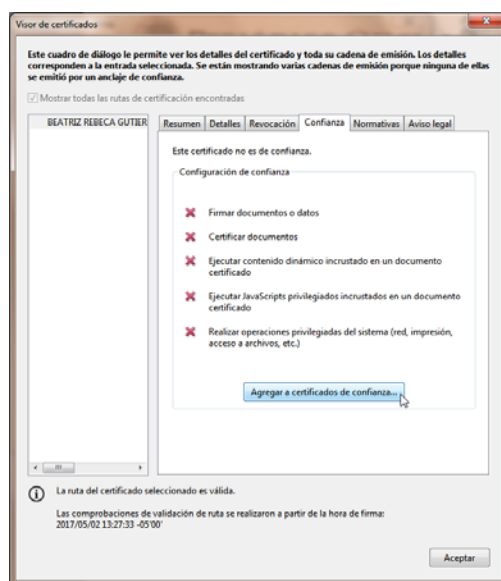 Visor de certificados
Este cuadro de diálogo le permite ver los detalles del certificado y toda su cadena de emisión. Los detalles
corresponden a la entrada seleccionada. Se están mostrando varias cadenas de emisión porque ninguna de ellas
se emitió por un anclaje de confianza.
Mostrar todas las rutas de certificación encontradas
BEATRIZ REBECA GUTIER
Resumen Detalles Revocación Confianza Normativas Aviso legal
Este certificado no es de confianza.
Configuración de confianza
Firmar documentos o datos
Certificar documentos
Ejecutar contenido dinámico incrustado en un documento
certificado
Ejecutar JavaScripts privilegiados incrustados en un documento
certificado
Realizar operaciones privilegiadas del sistema (red, impresión,
acceso a archivos, etc.)
Agregar a certificados de confianza...
La ruta del certificado seleccionado es válida.
Las comprobaciones de validación de ruta se realizaron a partir de la hora de firma:
2017/05/02 13:27:33 -05'00'
Aceptar